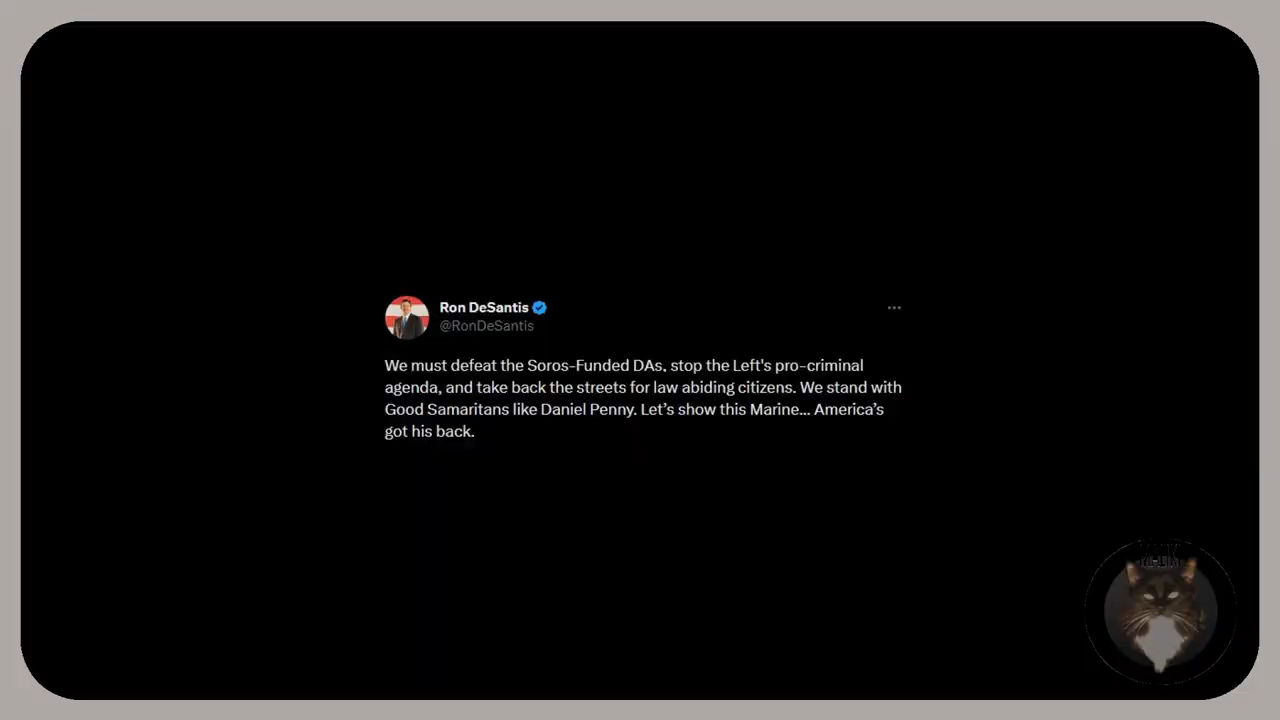 Ron DeSantis
@RonDeSantis
We must defeat the Soros-Funded DAs, stop the Left's pro-criminal
agenda, and take back the streets for law abiding citizens. We stand with
Good Samaritans like Daniel Penny. Let’s show this Marine... America’s
got his back.